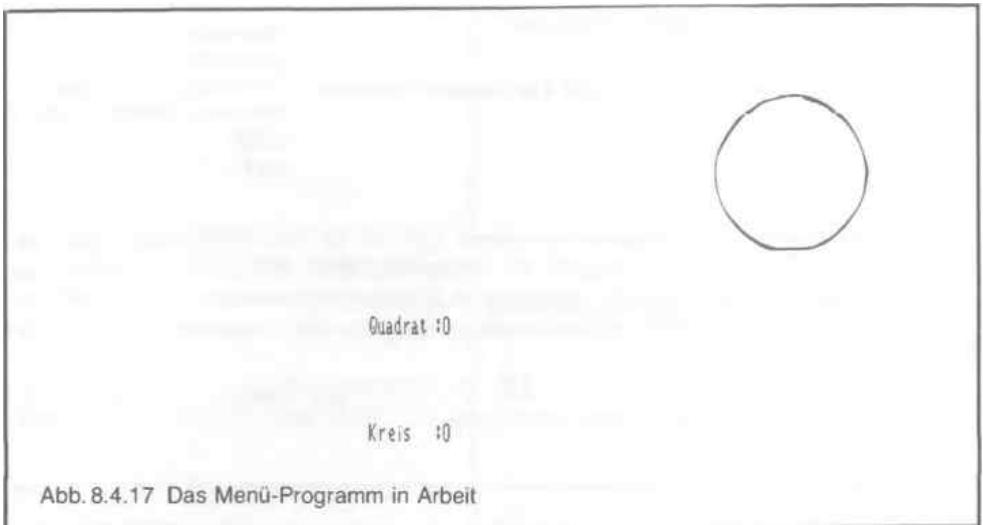 Quadrat :0
Kreis :0
Abb. 8.4.17 Das Menü-Programm in Arbeit